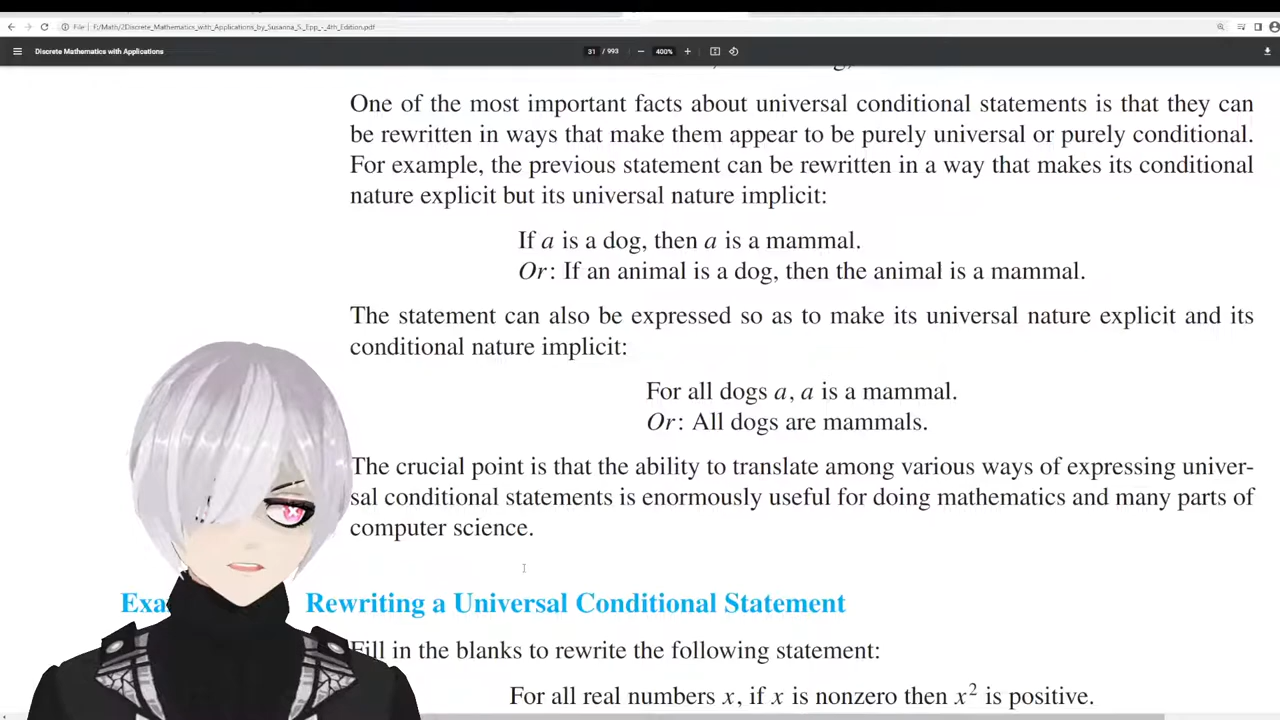 File | F:/Math/2Discrete_Mathematics_with_Applications_by_Susanna_S._Epp_-_4th_Edition.pdf
Discrete Mathematics with Applications
31 / 993
400%
One of the most important facts about universal conditional statements is that they can
be rewritten in ways that make them appear to be purely universal or purely conditional.
For example, the previous statement can be rewritten in a way that makes its conditional
nature explicit but its universal nature implicit:
If a is a dog, then a is a mammal.
Or: If an animal is a dog, then the animal is a mammal.
The statement can also be expressed so as to make its universal nature explicit and its
conditional nature implicit:
For all dogs a, a is a mammal.
Or: All dogs are mammals.
The crucial point is that the ability to translate among various ways of expressing univer-
sal conditional statements is enormously useful for doing mathematics and many parts of
computer science.
Exa Rewriting a Universal Conditional Statement
Fill in the blanks to rewrite the following statement:
For all real numbers x, if x is nonzero then x² is positive.